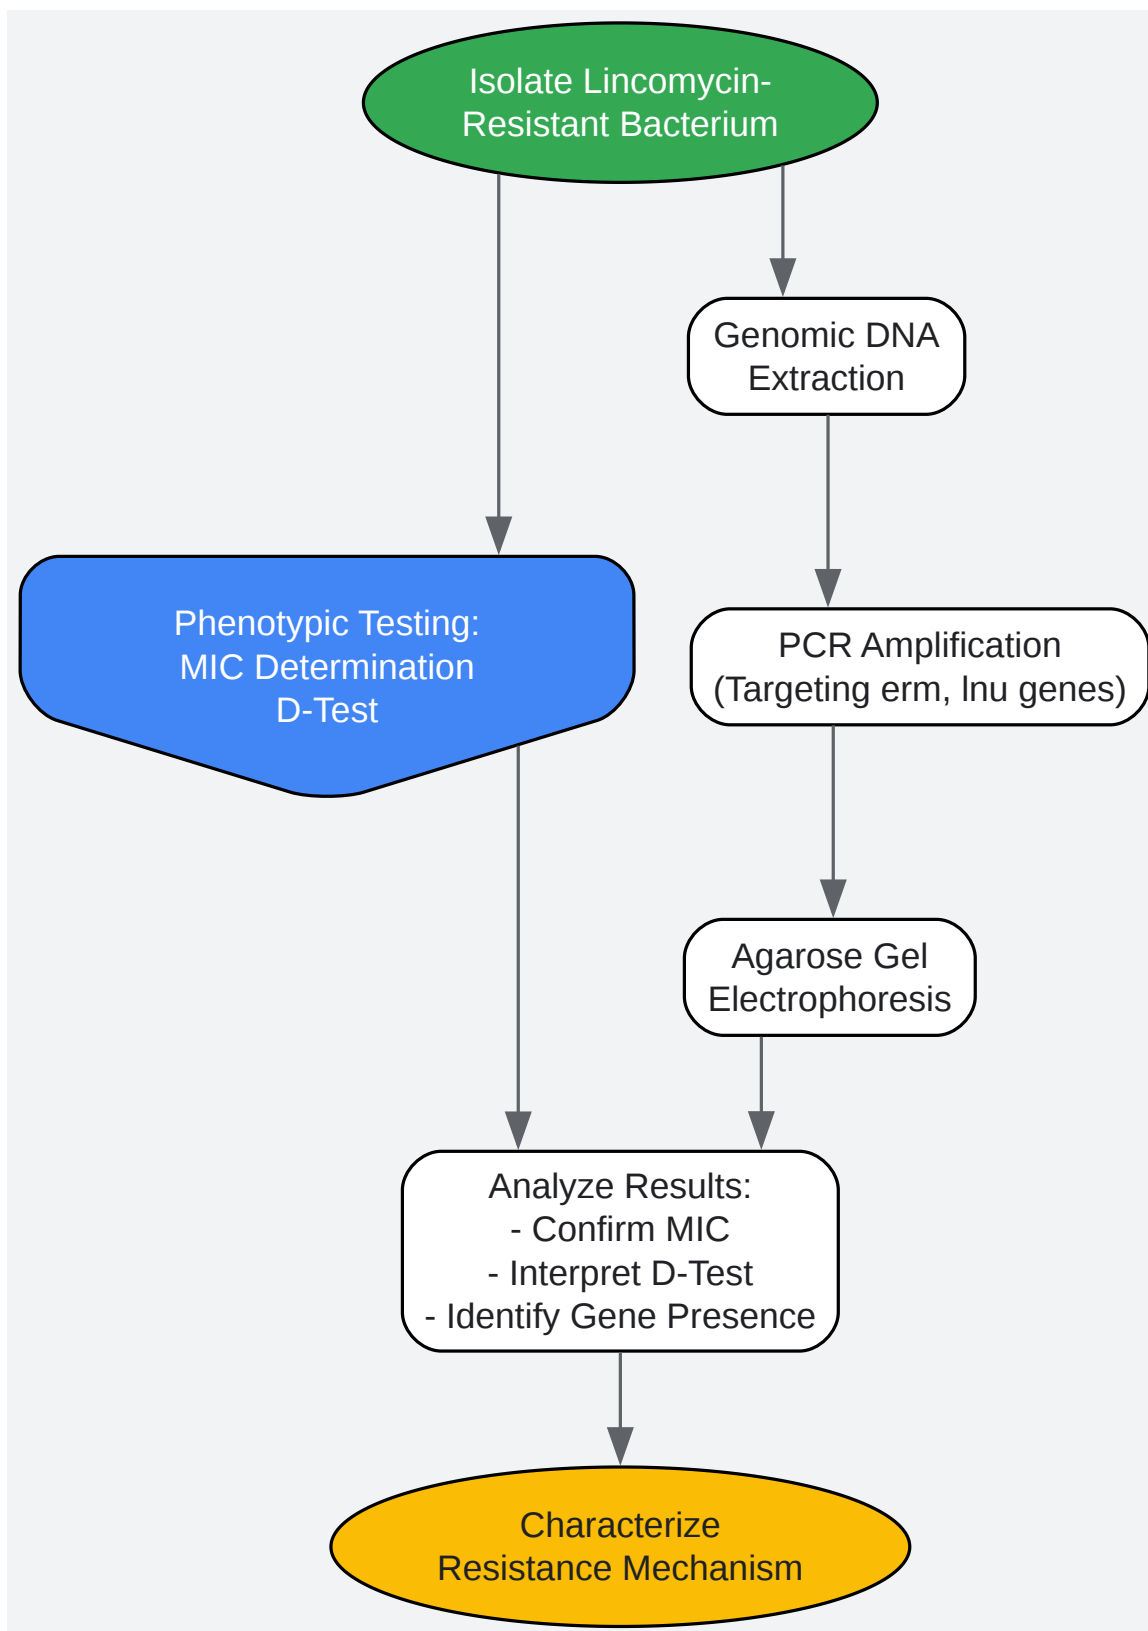 Isolate Lincomycin-
Resistant Bacterium
Genomic DNA
Extraction
Phenotypic Testing:
MIC Determination
D-Test
PCR Amplification
(Targeting erm, lnu genes)
Agarose Gel
Electrophoresis
Analyze Results:
- Confirm MIC
- Interpret D-Test
- Identify Gene Presence
Characterize
Resistance Mechanism